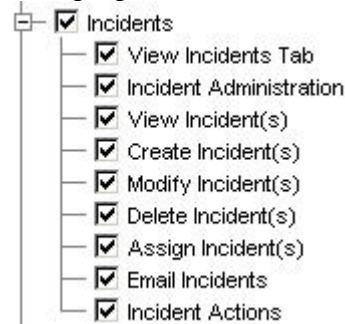 Incidents
View Incidents Tab
Incident Administration
View Incident(s)
Create Incident(s)
Modify Incident(s)
Delete Incident(s)
Assign Incident(s)
Email Incidents
Incident Actions